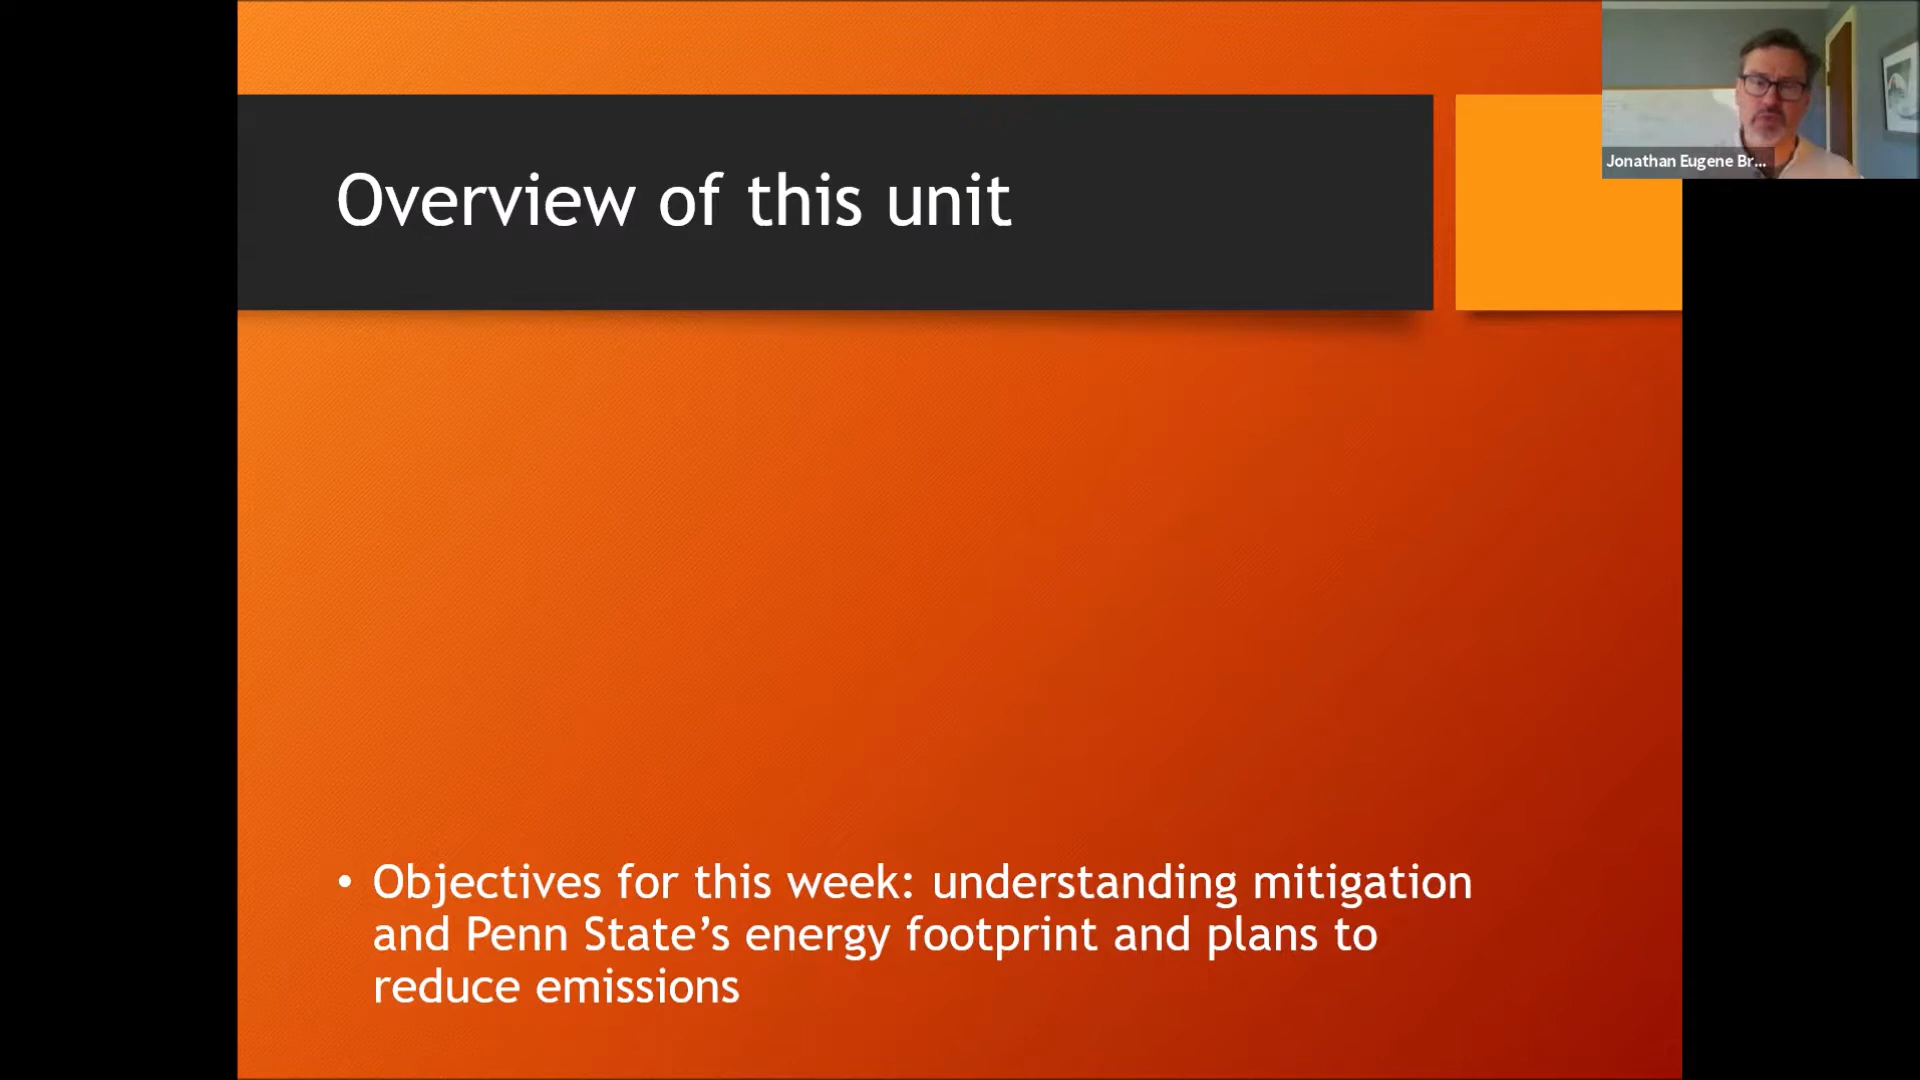 Overview of this unit
Jonathan Eugene Br...
• Objectives for this week: understanding mitigation
and Penn State’s energy footprint and plans to
reduce emissions